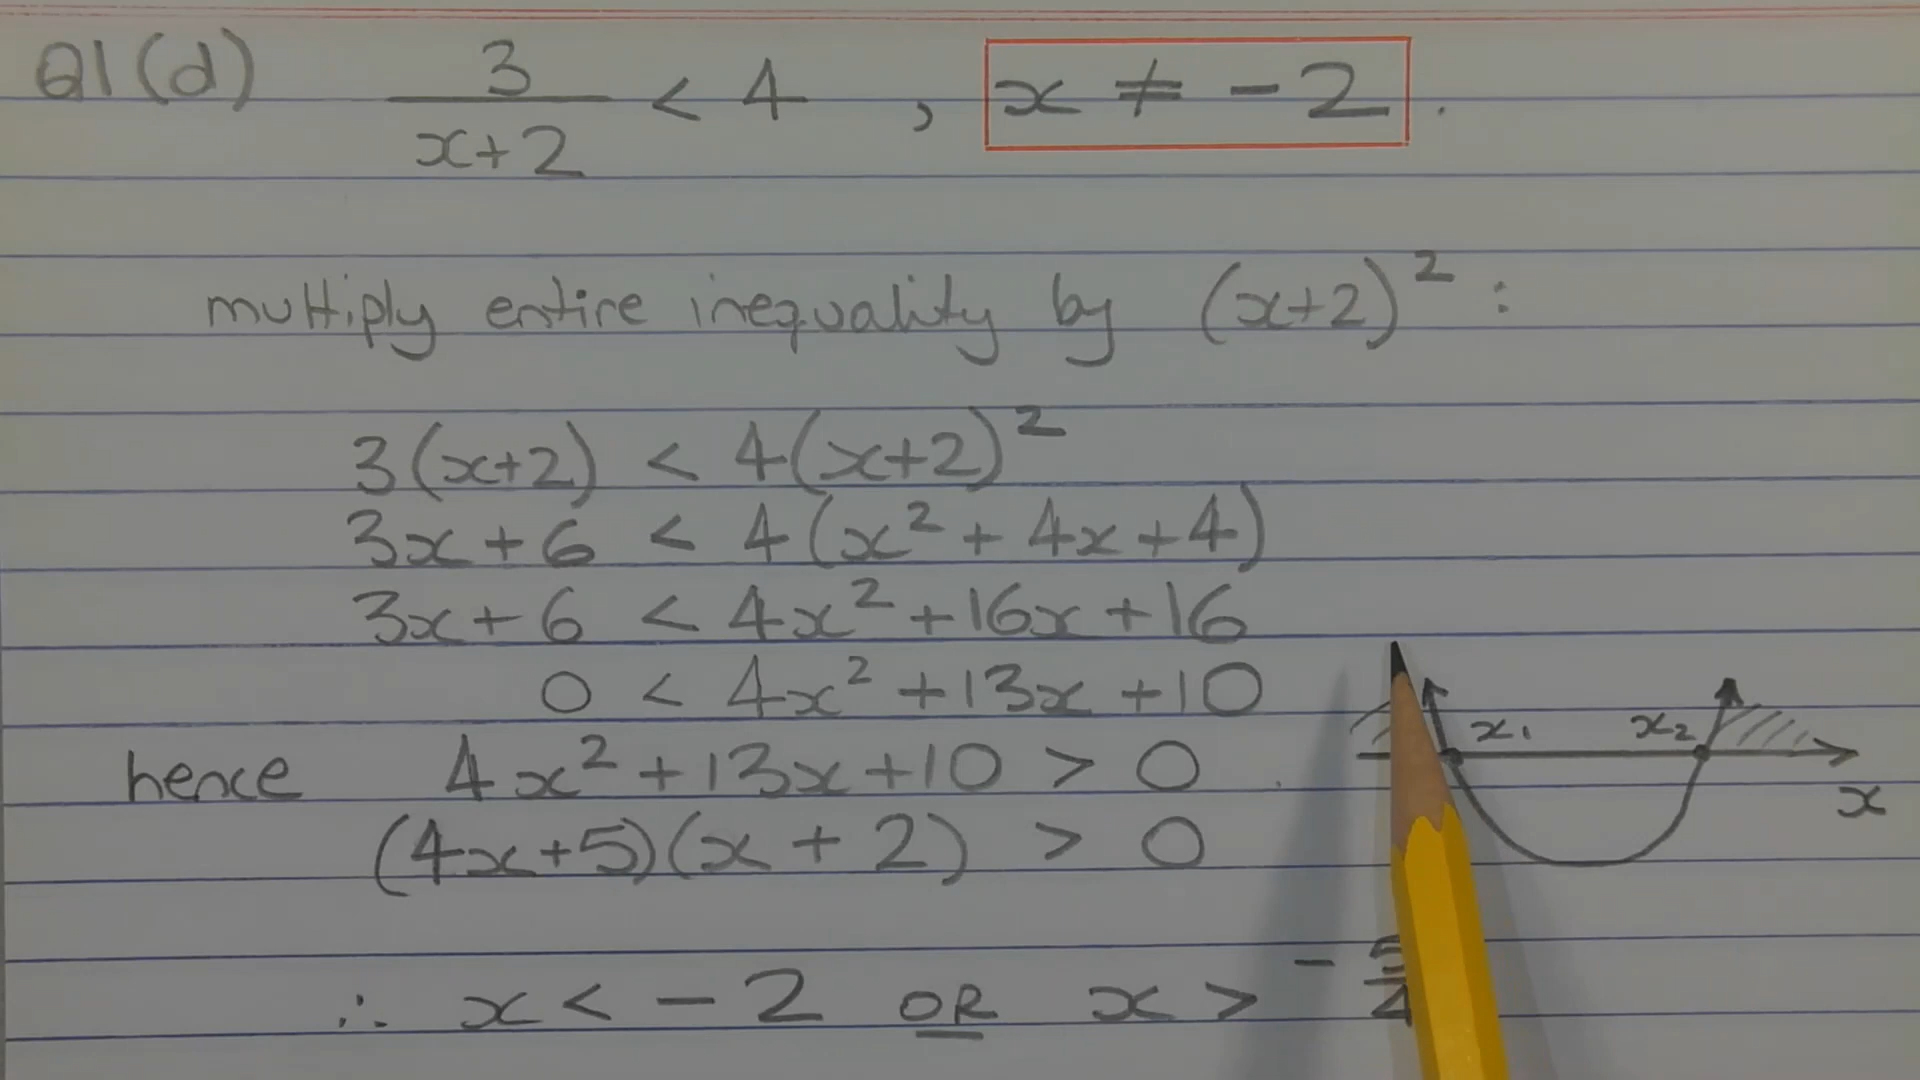 Q1(d) 3/(x+2) < 4 , x ≠ -2 .
multiply entire inequality by (x+2)² :
3(x+2) < 4(x+2)²
3x + 6 < 4(x² + 4x + 4)
3x + 6 < 4x² + 16x + 16
0 < 4x² + 13x + 10
hence 4x² + 13x + 10 > 0
(4x+5)(x + 2) > 0
x₁ x₂
x
∴ x < -2 OR x > -5/4